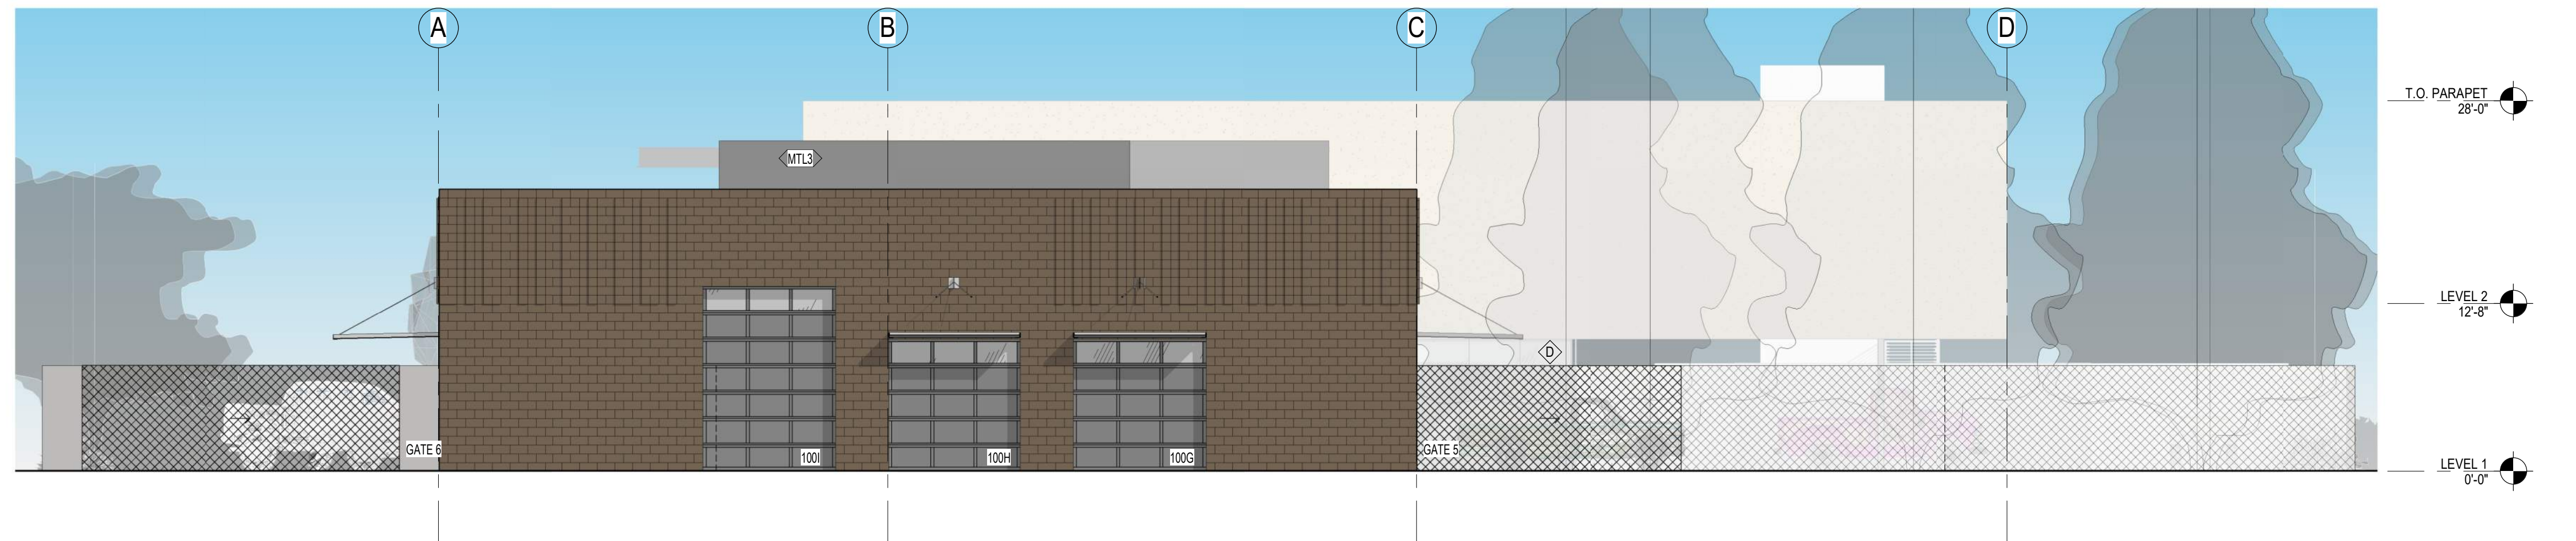 A
B
C
D
T.O. PARAPET
28'-0"
MTL3
LEVEL 2
12'-8"
D
GATE 6
100I
100H
100G
GATE 5
LEVEL 1
0'-0"